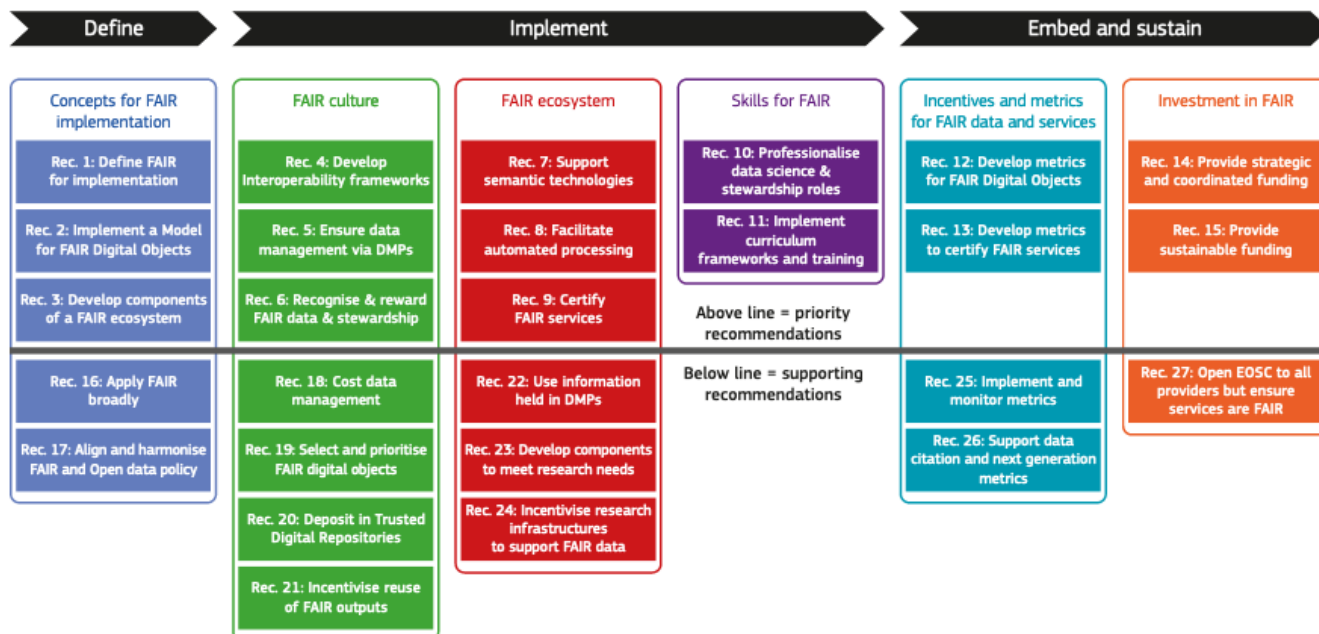 Define
Implement
Embed and sustain
Concepts for FAIR
implementation
Rec. 1: Define FAIR
for implementation
Rec. 2: Implement a Model
for FAIR Digital Objects
Rec. 3: Develop components
of a FAIR ecosystem
Rec. 16: Apply FAIR
broadly
Rec. 17: Align and harmonise
FAIR and Open data policy
FAIR culture
Rec. 4: Develop
Interoperability frameworks
Rec. 5: Ensure data
management via DMPs
Rec. 6: Recognise & reward
FAIR data & stewardship
Rec. 18: Cost data
management
Rec. 19: Select and prioritise
FAIR digital objects
Rec. 20: Deposit in Trusted
Digital Repositories
Rec. 21: Incentivise reuse
of FAIR outputs
FAIR ecosystem
Rec. 7: Support
semantic technologies
Rec. 8: Facilitate
automated processing
Rec. 9: Certify
FAIR services
Rec. 22: Use information
held in DMPs
Rec. 23: Develop components
to meet research needs
Rec. 24: Incentivise research
infrastructures
to support FAIR data
Skills for FAIR
Rec. 10: Professionalise
data science &
stewardship roles
Rec. 11: Implement
curriculum
frameworks and training
Above line = priority
recommendations
Below line = supporting
recommendations
Incentives and metrics
for FAIR data and services
Rec. 12: Develop metrics
for FAIR Digital Objects
Rec. 13: Develop metrics
to certify FAIR services
Rec. 25: Implement and
monitor metrics
Rec. 26: Support data
citation and next generation
metrics
Investment in FAIR
Rec. 14: Provide strategic
and coordinated funding
Rec. 15: Provide
sustainable funding
Rec. 27: Open EOSC to all
providers but ensure
services are FAIR